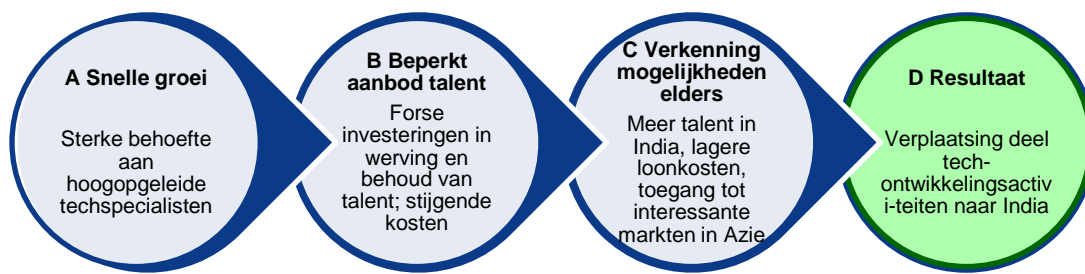 A Snelle groei
Sterke behoefte
aan
hoogopgeleide
techspecialisten
B Beperkt
aanbod talent
Forse
investeringen in
werving en
behoud van
talent; stijgende
kosten
C Verkenning
mogelijkheden
elders
Meer talent in
India, lagere
loonkosten,
toegang tot
interessante
markten in Azie
D Resultaat
Verplaatsing deel
tech-
ontwikkelingsactiv
i-teiten naar India